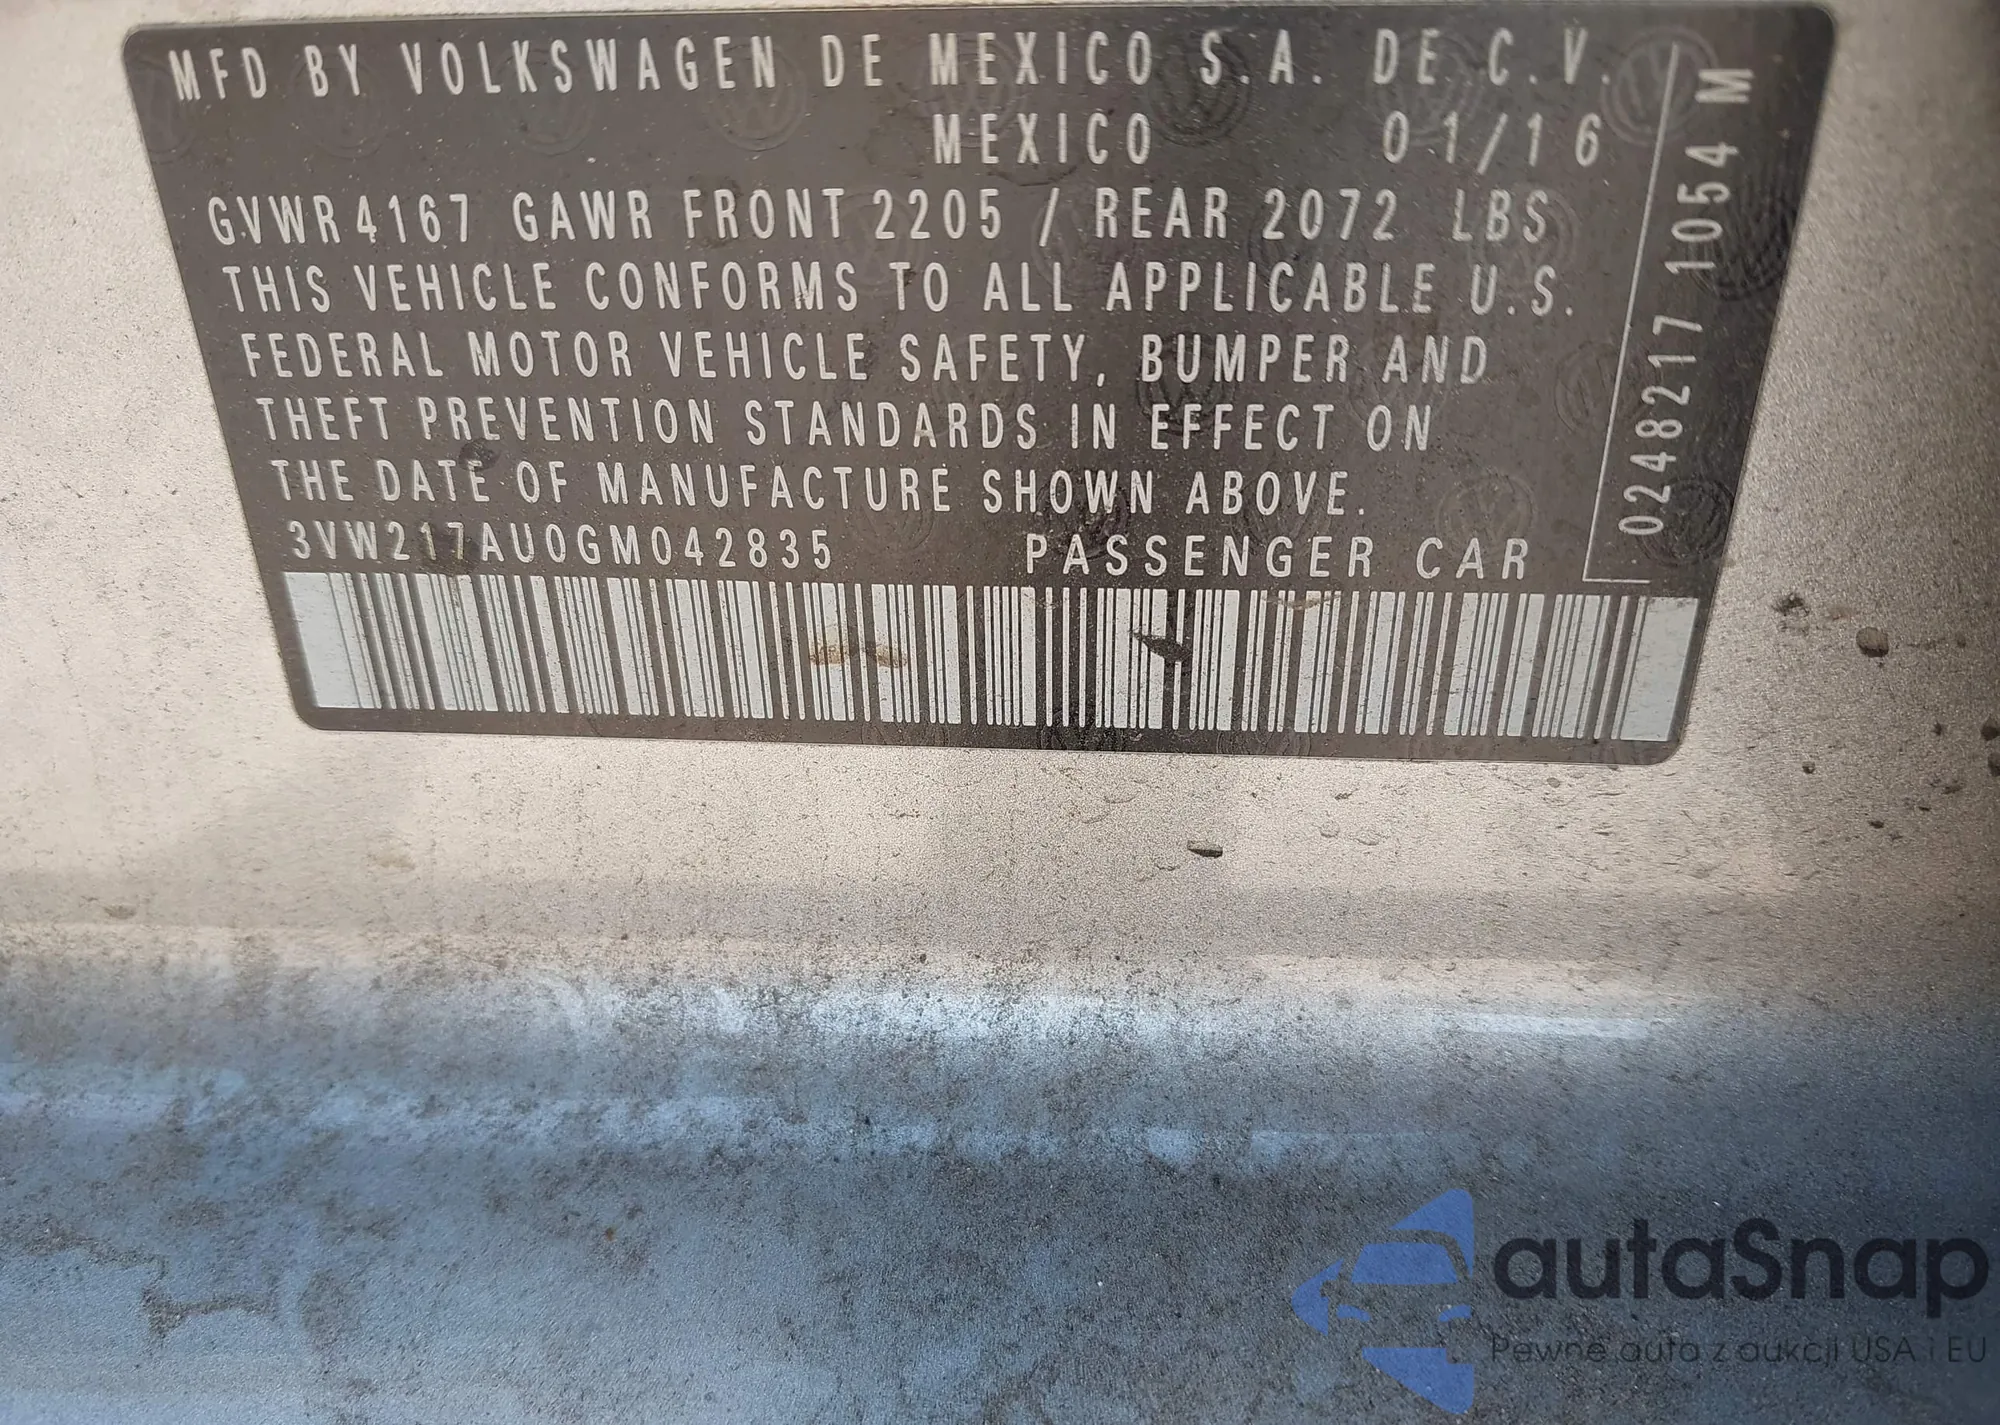 MFD BY VOLKSWAGEN DE MEXICO S.A. DE C.V.
MEXICO 01/16
GVWR 4167 GAWR FRONT 2205 / REAR 2072 LBS
THIS VEHICLE CONFORMS TO ALL APPLICABLE U.S.
FEDERAL MOTOR VEHICLE SAFETY, BUMPER AND
THEFT PREVENTION STANDARDS IN EFFECT ON
THE DATE OF MANUFACTURE SHOWN ABOVE.
3VW217AU0GM042835 PASSENGER CAR
0248217 1054 M
autaSnap
Pewne auta z aukcji USA i EU